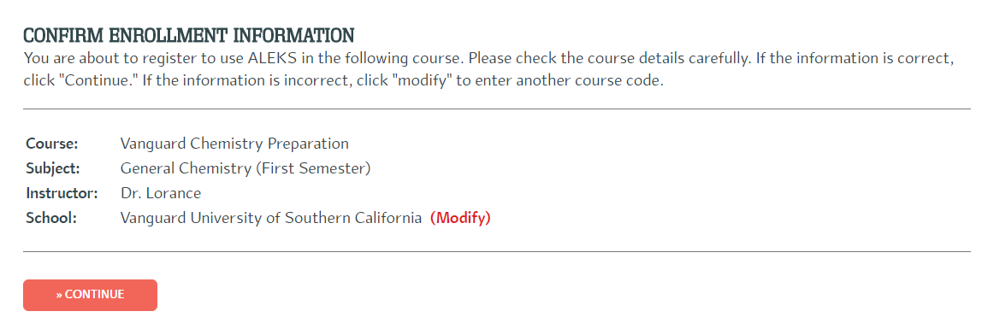 CONFIRM ENROLLMENT INFORMATION
You are about to register to use ALEKS in the following course. Please check the course details carefully. If the information is correct,
click "Continue." If the information is incorrect, click "modify" to enter another course code.
Course: Vanguard Chemistry Preparation
Subject: General Chemistry (First Semester)
Instructor: Dr. Lorance
School: Vanguard University of Southern California (Modify)
» CONTINUE